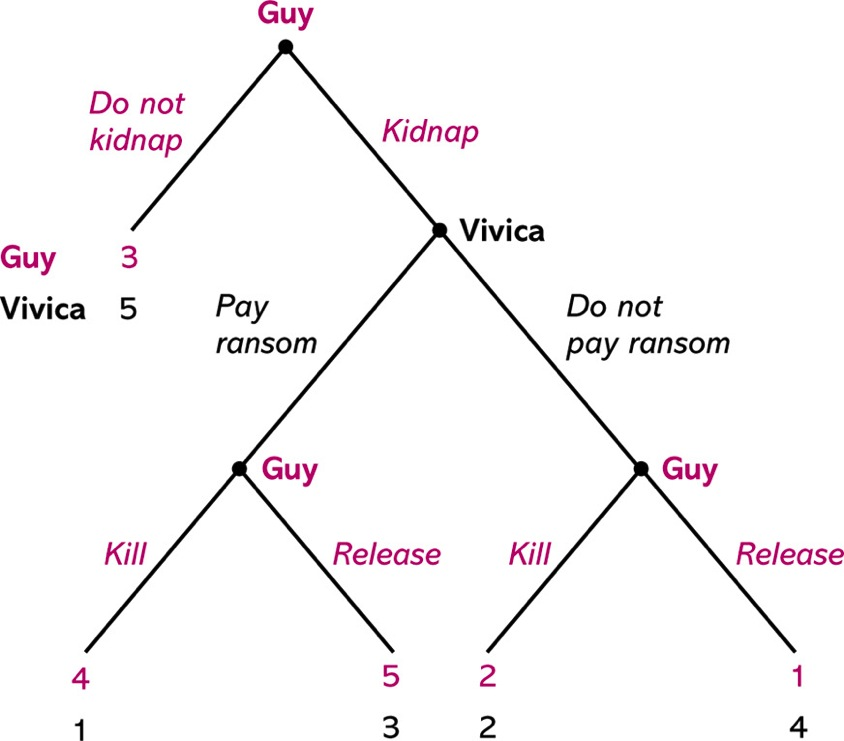 Guy
Do not
kidnap
Kidnap
Vivica
Guy 3
Vivica 5
Pay
ransom
Do not
pay ransom
Guy
Guy
Kill
Release
Kill
Release
4 5 2 1
1 3 2 4